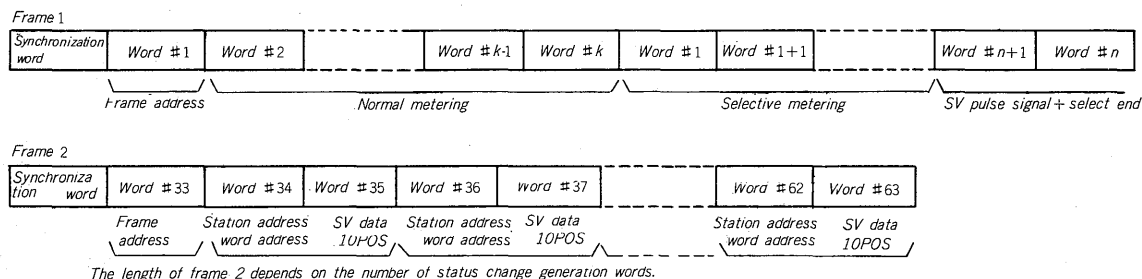 Frame 1
Synchronization word
Word #1
Word #2
Word #k-1
Word #k
Word #1
Word #1+1
Word #n+1
Word #n
Frame address
Normal metering
Selective metering
SV pulse signal + select end
Frame 2
Synchroniza tion word
Word #33
Word #34
Word #35
Word #36
Word #37
Word #62
Word #63
Frame address
Station address word address
SV data 10POS
Station address word address
SV data 10POS
Station address word address
SV data 10POS
The length of frame 2 depends on the number of status change generation words.